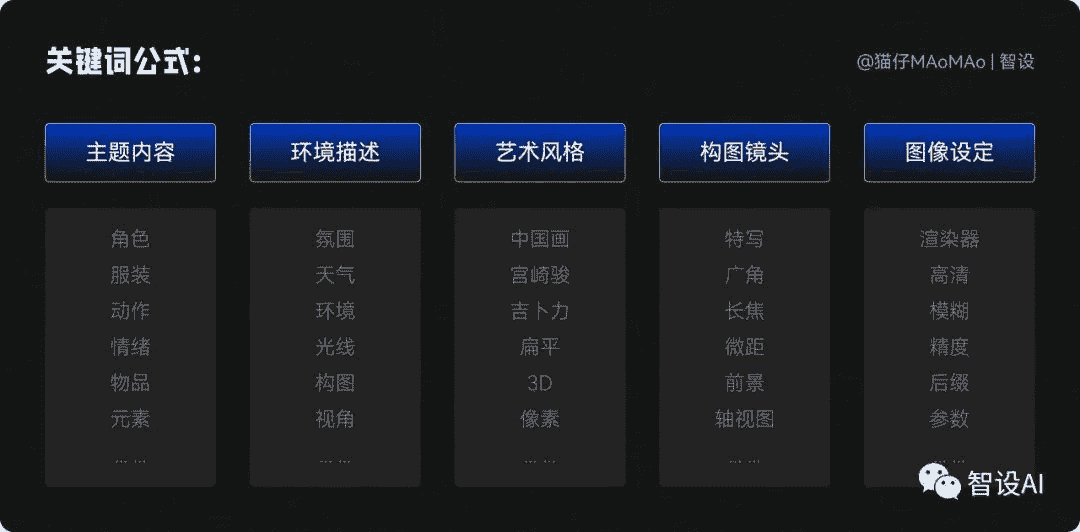 关键词公式:
@猫仔MAoMAo | 智设
主题内容
环境描述
艺术风格
构图镜头
图像设定
角色
服装
动作
情绪
物品
元素
... ...
氛围
天气
环境
光线
构图
视角
... ...
中国画
宫崎骏
吉卜力
扁平
3D
像素
... ...
特写
广角
长焦
微距
前景
轴视图
... ...
渲染器
高清
模糊
精度
后缀
参数
... ...
智设AI